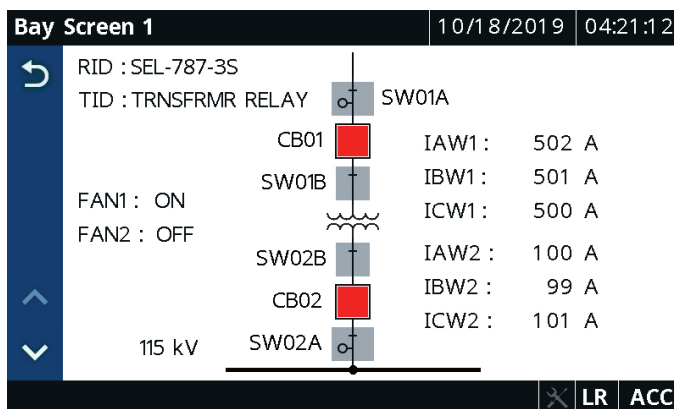 Bay Screen 1 10/18/2019 04:21:12
RID : SEL-787-3S
TID : TRNSFRMR RELAY SW01A
CB01 IAW1 : 502 A
SW01B IBW1 : 501 A
FAN1 : ON ICW1 : 500 A
FAN2 : OFF
SW02B IAW2 : 100 A
CB02 IBW2 : 99 A
ICW2 : 101 A
115 kV SW02A
LR ACC